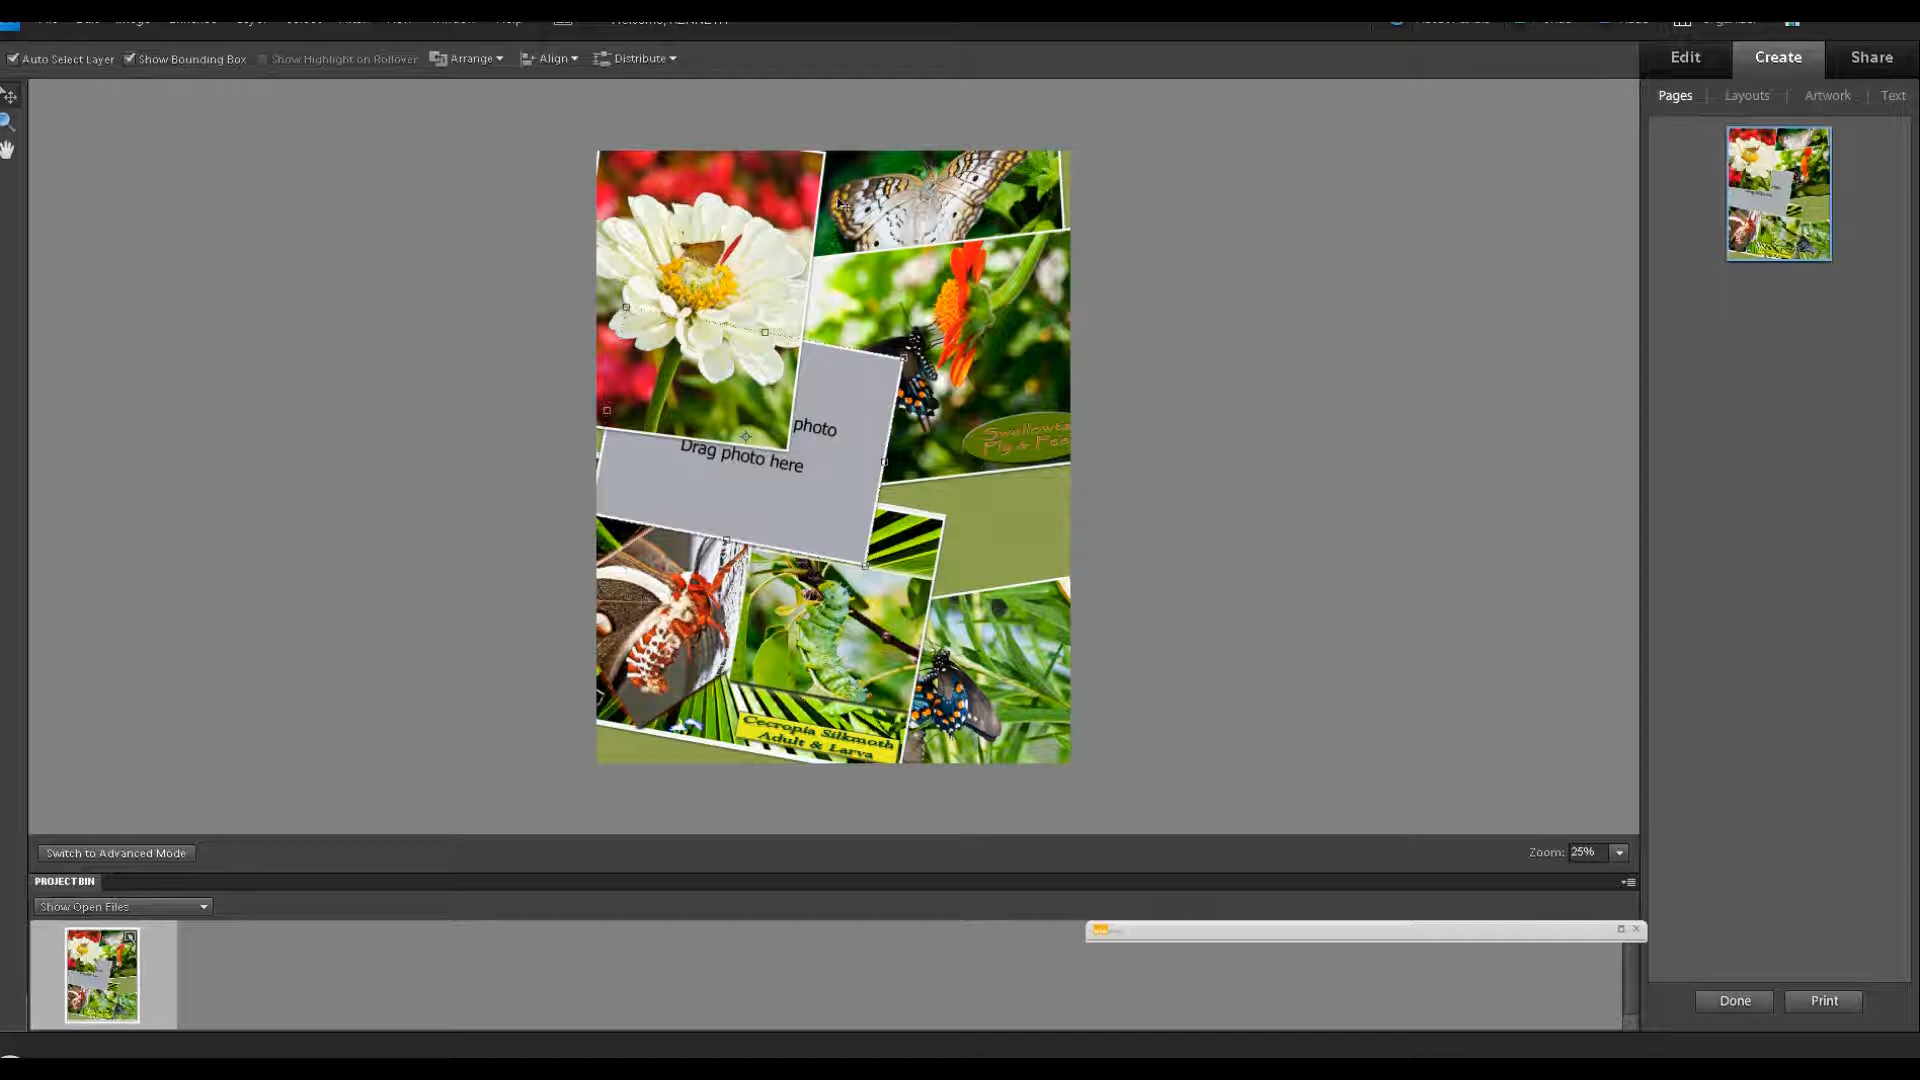 Welcome, KENNETH
Auto Select Layer
Show Bounding Box
Show Highlight on Rollover
Arrange
Align
Distribute
Edit
Create
Share
Pages
Layouts
Artwork
Text
photo
Drag photo here
Cecropia Silkmoth
Adult & Larva
Switch to Advanced Mode
Zoom: 25%
PROJECT BIN
Show Open Files
Done
Print